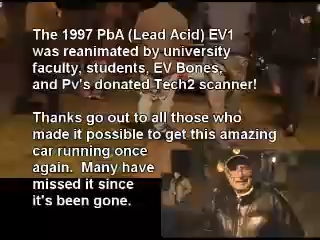 The 1997 PbA (Lead Acid) EV1
was reanimated by university
faculty, students, EV Bones,
and Pv's donated Tech2 scanner!
Thanks go out to all those who
made it possible to get this amazing
car running once
again. Many have
missed it since
it's been gone.